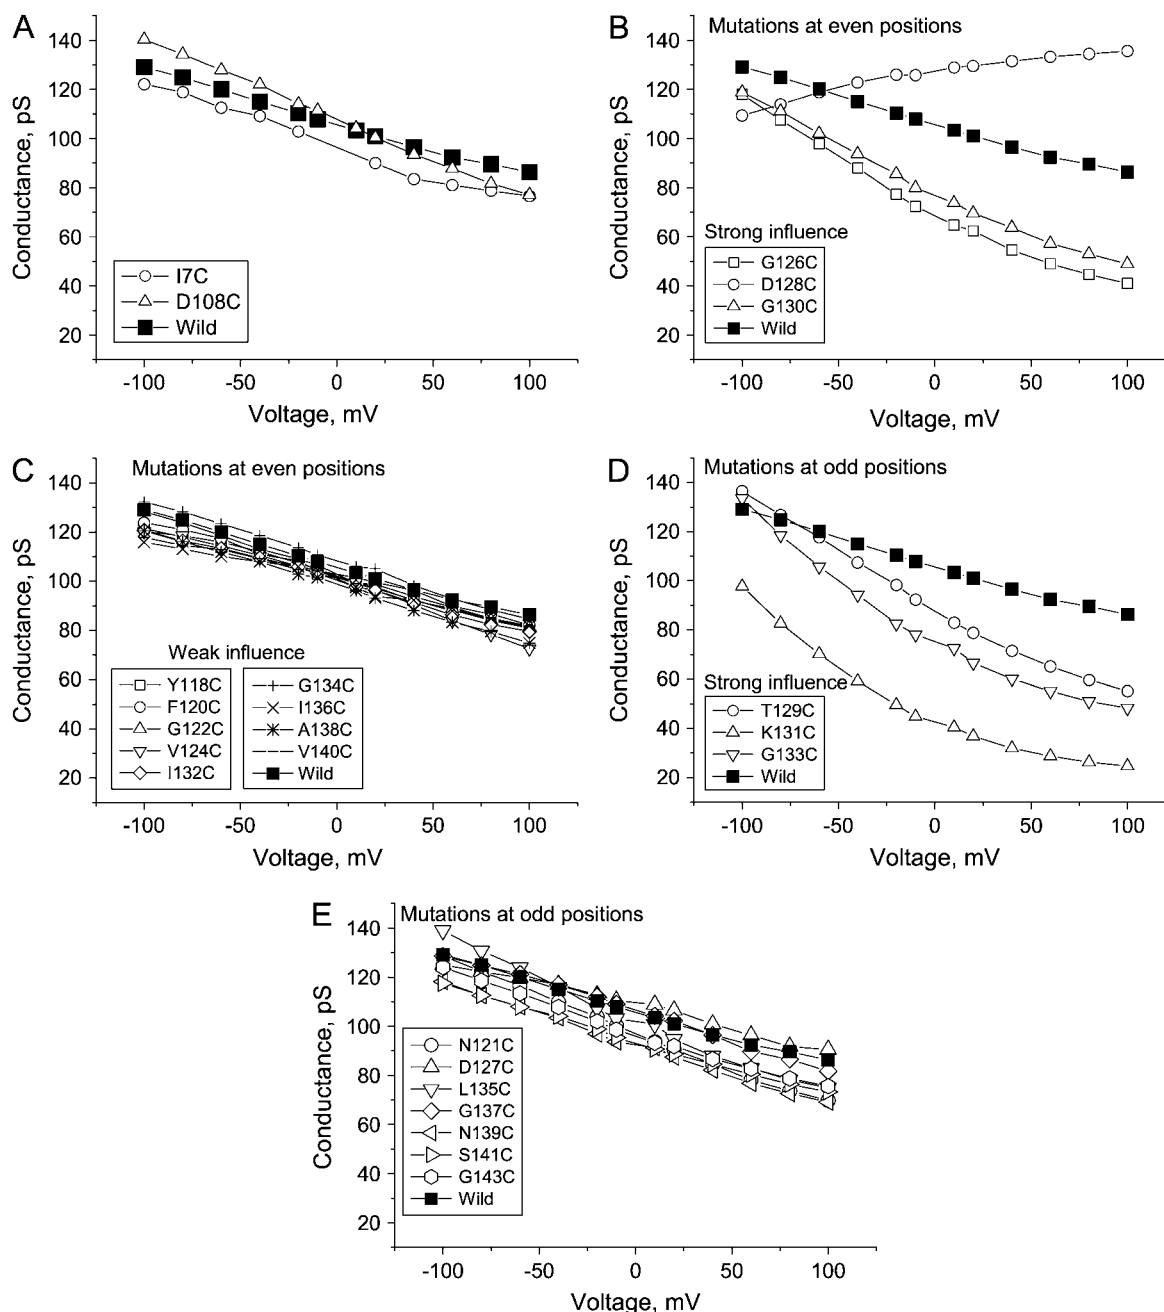 A
Conductance, pS
140
120
100
80
60
40
20
I7C
D108C
Wild
-100 -50 0 50 100
Voltage, mV
B
Mutations at even positions
Conductance, pS
140
120
100
80
60
40
20
Strong influence
G126C
D128C
G130C
Wild
-100 -50 0 50 100
Voltage, mV
C
Mutations at even positions
Conductance, pS
140
120
100
80
60
40
20
Weak influence
Y118C
F120C
G122C
V124C
I132C
G134C
I136C
A138C
V140C
Wild
-100 -50 0 50 100
Voltage, mV
D
Mutations at odd positions
Conductance, pS
140
120
100
80
60
40
20
Strong influence
T129C
K131C
G133C
Wild
-100 -50 0 50 100
Voltage, mV
E
Mutations at odd positions
Conductance, pS
140
120
100
80
60
40
20
N121C
D127C
L135C
G137C
N139C
S141C
G143C
Wild
-100 -50 0 50 100
Voltage, mV